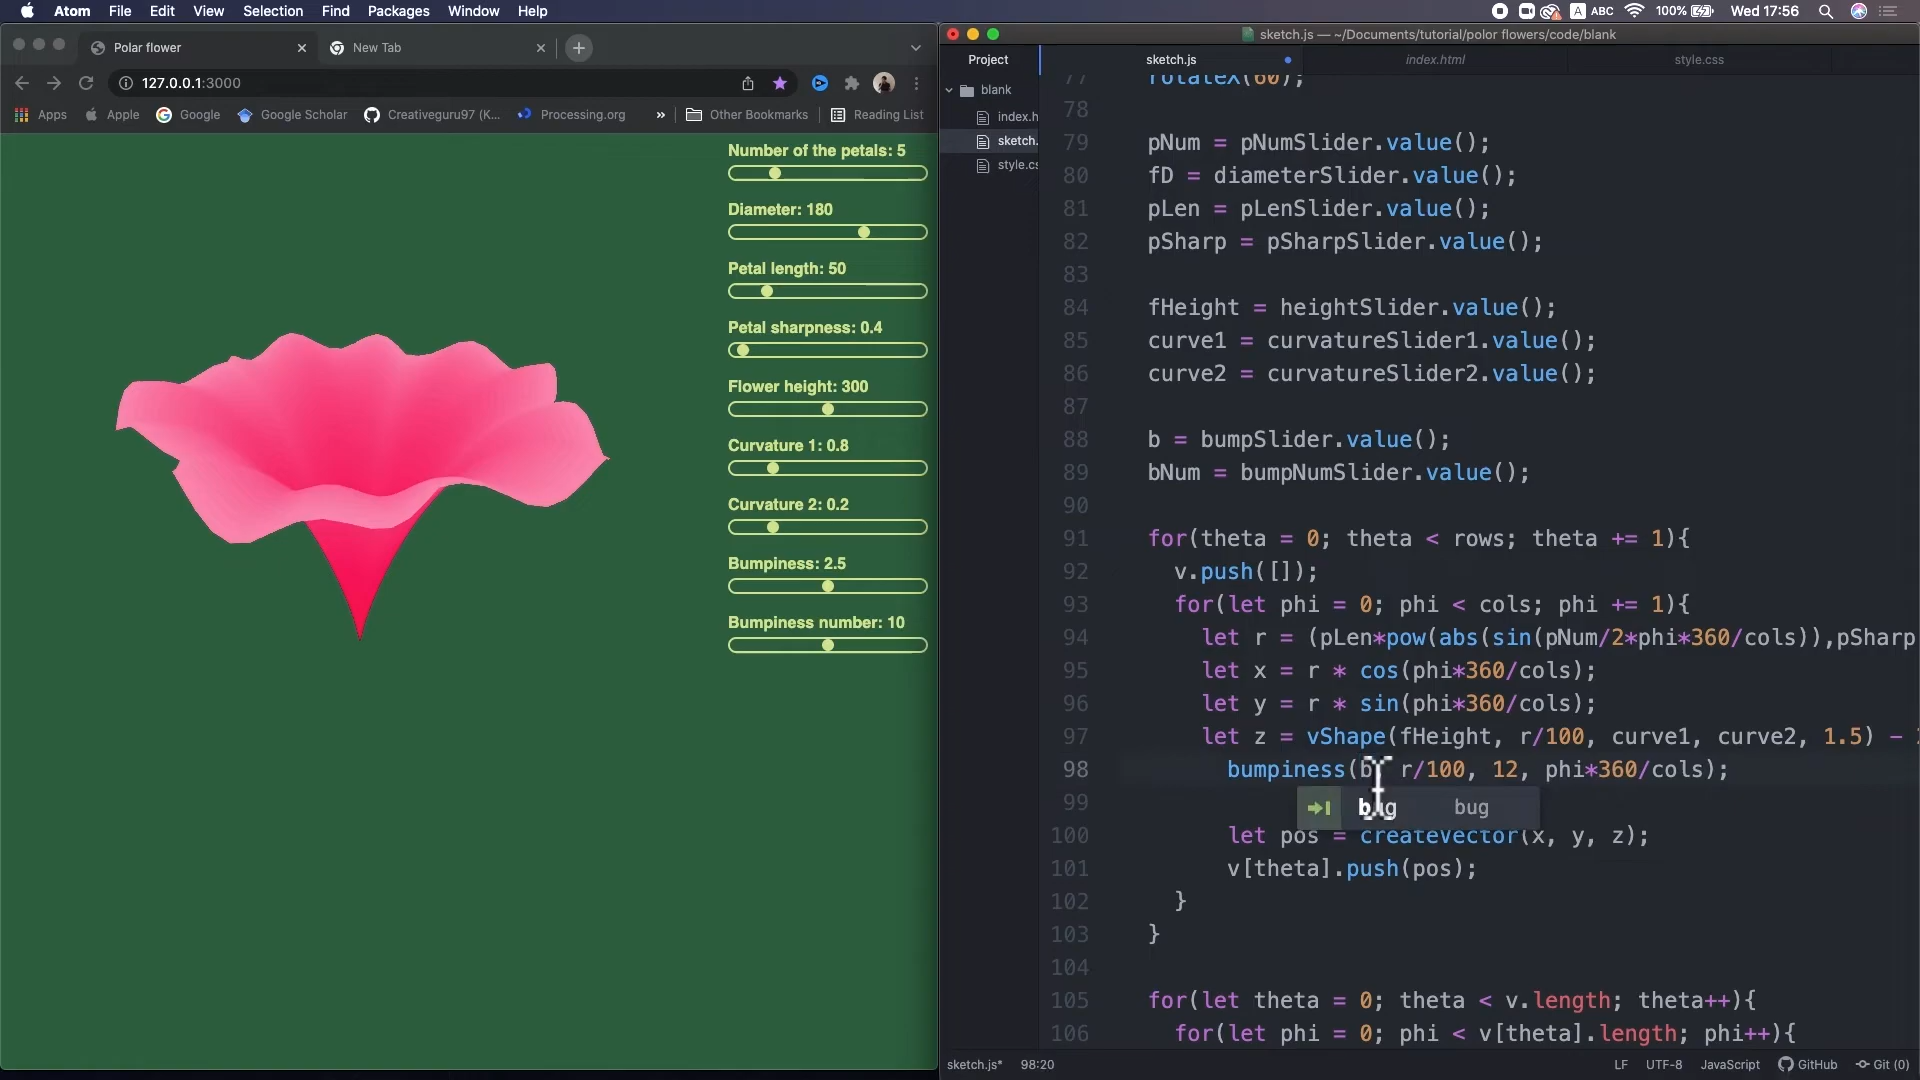 Atom File Edit View Selection Find Packages Window Help
A ABC 100% Wed 17:56
Polar flower
New Tab
127.0.0.1:3000
Apps Apple Google Google Scholar Creativeguru97 (K... Processing.org » Other Bookmarks Reading List
Number of the petals: 5
Diameter: 180
Petal length: 50
Petal sharpness: 0.4
Flower height: 300
Curvature 1: 0.8
Curvature 2: 0.2
Bumpiness: 2.5
Bumpiness number: 10
sketch.js — ~/Documents/tutorial/polor flowers/code/blank
Project
blank
index.h
sketch.
style.cs
sketch.js index.html style.css
77 rotateX(60);
78
79 pNum = pNumSlider.value();
80 fD = diameterSlider.value();
81 pLen = pLenSlider.value();
82 pSharp = pSharpSlider.value();
83
84 fHeight = heightSlider.value();
85 curve1 = curvatureSlider1.value();
86 curve2 = curvatureSlider2.value();
87
88 b = bumpSlider.value();
89 bNum = bumpNumSlider.value();
90
91 for(theta = 0; theta < rows; theta += 1){
92 v.push([]);
93 for(let phi = 0; phi < cols; phi += 1){
94 let r = (pLen*pow(abs(sin(pNum/2*phi*360/cols)),pSharp
95 let x = r * cos(phi*360/cols);
96 let y = r * sin(phi*360/cols);
97 let z = vShape(fHeight, r/100, curve1, curve2, 1.5) -
98 bumpiness(b, r/100, 12, phi*360/cols);
99
bug bug
100 let pos = createVector(x, y, z);
101 v[theta].push(pos);
102 }
103 }
104
105 for(let theta = 0; theta < v.length; theta++){
106 for(let phi = 0; phi < v[theta].length; phi++){
sketch.js* 98:20 LF UTF-8 JavaScript GitHub Git (0)